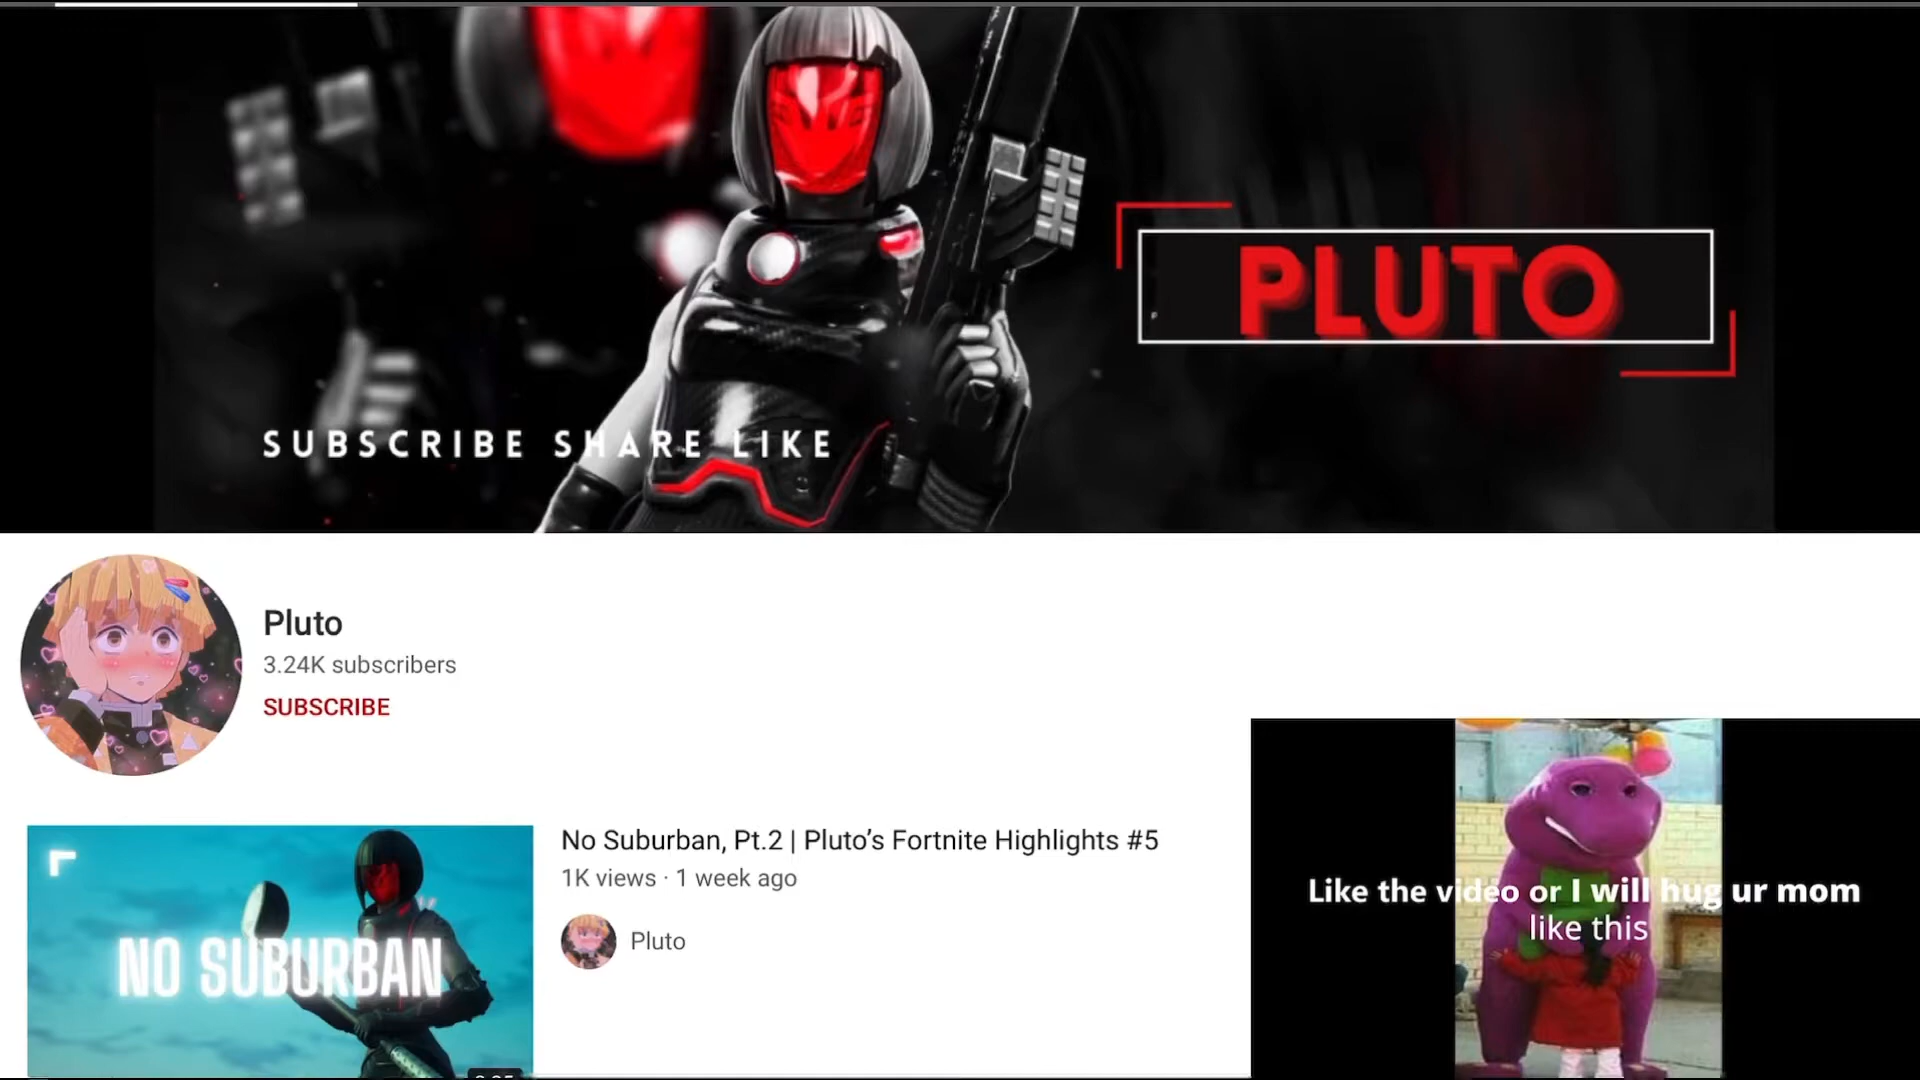 PLUTO
SUBSCRIBE SHARE LIKE
Pluto
3.24K subscribers
SUBSCRIBE
NO SUBURBAN
No Suburban, Pt.2 | Pluto’s Fortnite Highlights #5
1K views · 1 week ago
Pluto
Like the video or I will hug ur mom
like this